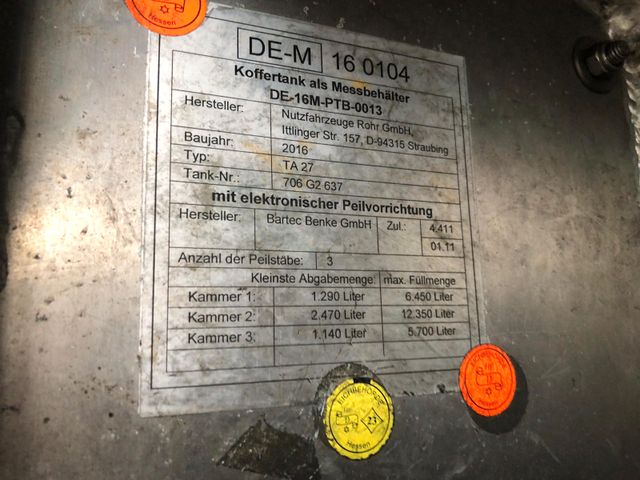 Hessen
DE-M 16 0104
Koffertank als Messbehälter
DE-16M-PTB-0013
Hersteller: Nutzfahrzeuge Rohr GmbH,
Ittlinger Str. 157, D-94315 Straubing
Baujahr: 2016
Typ: TA 27
Tank-Nr.: 706 G2 637
mit elektronischer Peilvorrichtung
Hersteller: Bartec Benke GmbH Zul.: 4.411
01.11
Anzahl der Peilstäbe: 3
Kleinste Abgabemenge: max. Füllmenge
Kammer 1: 1.290 Liter 6.450 Liter
Kammer 2: 2.470 Liter 12.350 Liter
Kammer 3: 1.140 Liter 5.700 Liter
EICHBEHÖRDE
23
Hessen
Hessen